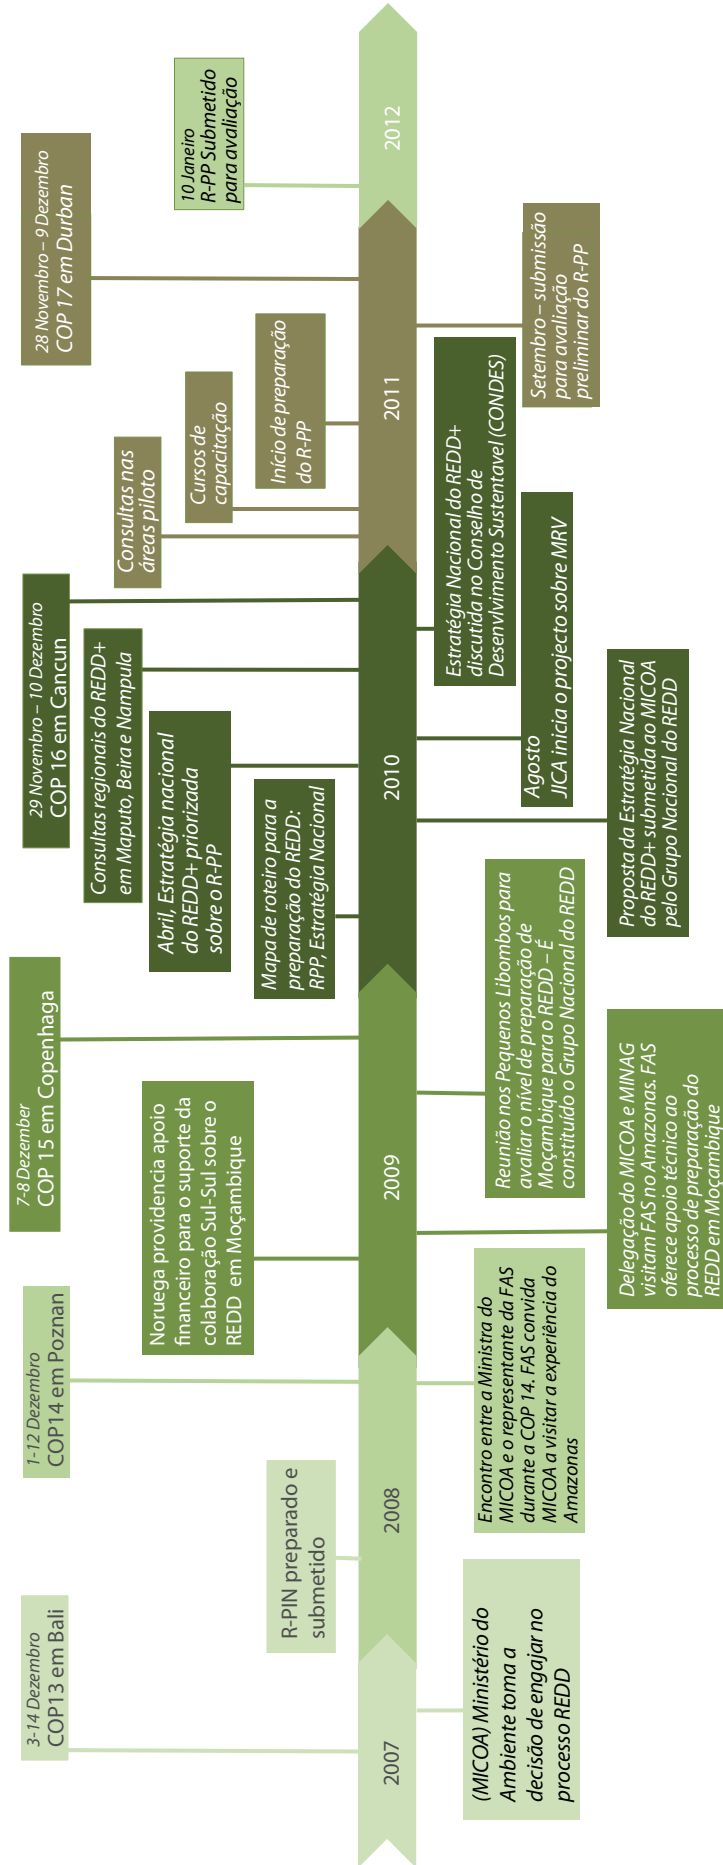 3-14 Dezembro
COP13 em Bali
2007
(MICOA) Ministério do
Ambiente toma a
decisão de engajar no
processo REDD
R-PIN preparado e
submetido
1-12 Dezembro
COP14 em Poznan
2008
Encontro entre a Ministra do
MICOA e o representante da FAS
durante a COP 14. FAS convida
MICOA a visitar a experiência do
Amazonas
Noruega providencia apoio
financeiro para o suporte da
colaboração Sul-Sul sobre o
REDD em Moçambique
7-8 Dezember
COP 15 em Copenhaga
2009
Delegação do MICOA e MINAG
visitam FAS no Amazonas. FAS
oferece apoio técnico ao
processo de preparação do
REDD em Moçambique
Reunião nos Pequenos Libombos para
avaliar o nível de preparação de
Moçambique para o REDD – É
constituído o Grupo Nacional do REDD
Mapa de roteiro para a
preparação do REDD:
RPP, Estratégia Nacional
Abril, Estratégia nacional
do REDD+ priorizada
sobre o R-PP
Consultas regionais do REDD+
em Maputo, Beira e Nampula
29 Novembro – 10 Dezembro
COP 16 em Cancun
2010
Proposta da Estratégia Nacional
do REDD+ submetida ao MICOA
pelo Grupo Nacional do REDD
Agosto
JICA inicia o projecto sobre MRV
Estratégia Nacional do REDD+
discutida no Conselho de
Desenvlvimento Sustentavel (CONDES)
Consultas nas
áreas piloto
Cursos de
capacitação
Início de preparação
do R-PP
28 Novembro – 9 Dezembro
COP 17 em Durban
2011
Setembro – submissão
para avaliação
preliminar do R-PP
10 Janeiro
R-PP Submetido
para avaliação
2012